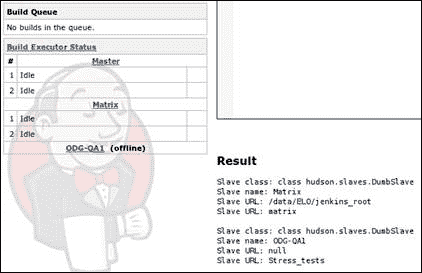 Build Queue
No builds in the queue.
Build Executor Status
# Master
1 Idle
2 Idle
Matrix
1 Idle
2 Idle
ODG-QA1 (offline)
Result
Slave class: class hudson.slaves.DumbSlave
Slave name: Matrix
Slave URL: /data/ELO/jenkins_root
Slave URL: matrix
Slave class: class hudson.slaves.DumbSlave
Slave name: ODG-QA1
Slave URL: null
Slave URL: Stress_tests